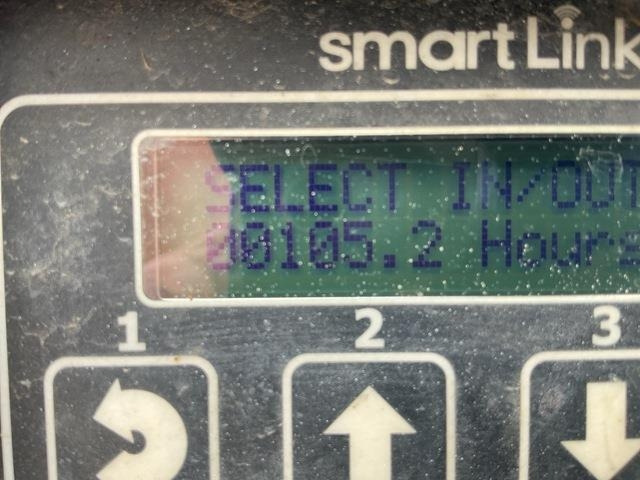 smartLink
SELECT IN/OUT
00105.2 Hours
1 2 3